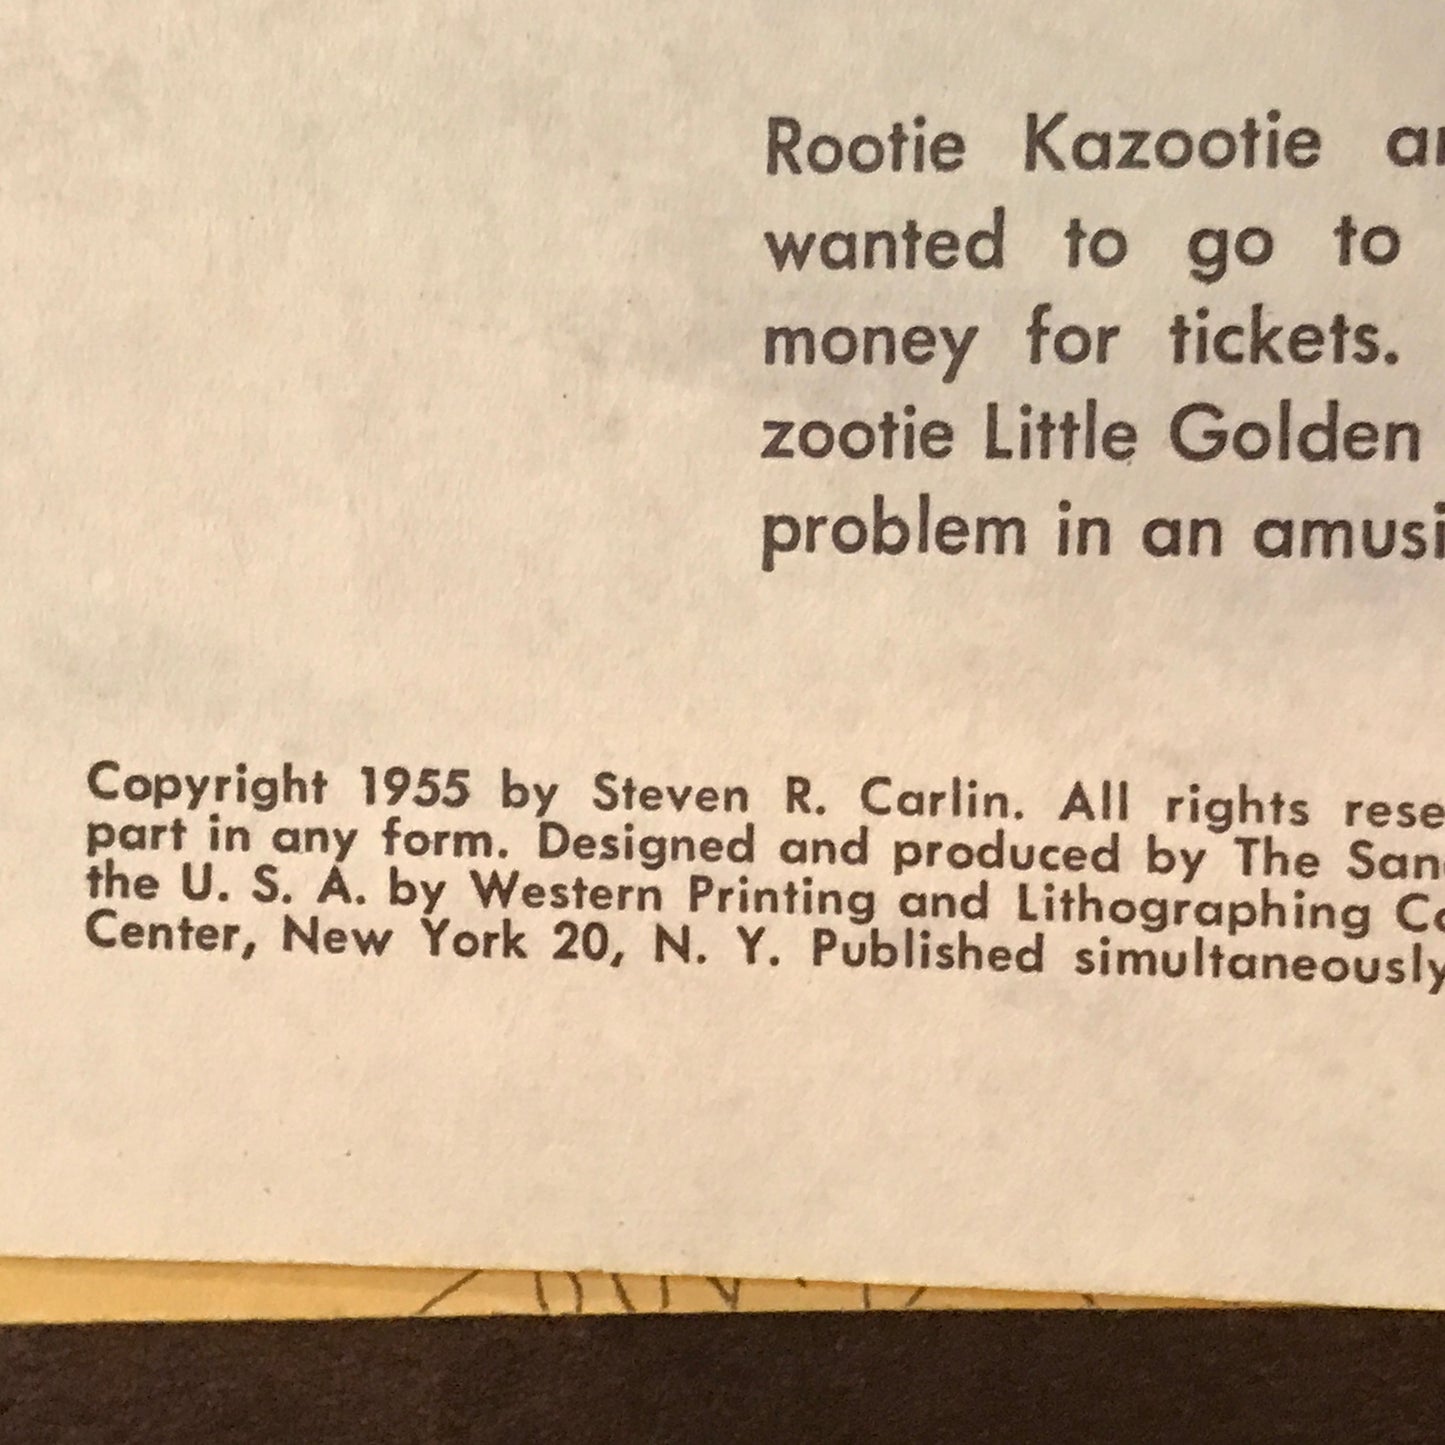 Rootie Kazootie
wanted to go to
money for tickets.
zootie Little Golden
problem in an
Copyright 1955 by Steven R. Carlin. All rights
part in any form. Designed and produced by The
the U. S. A. by Western Printing and Lithographing
Center, New York 20, N. Y. Published simultaneously